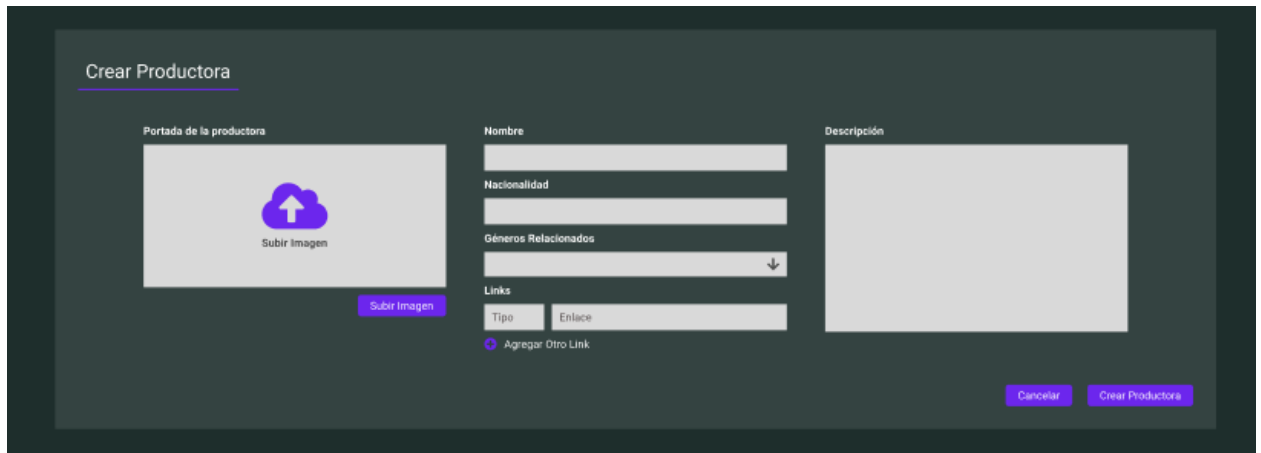 Crear Productora
Portada de la productora
Subir Imagen
Subir Imagen
Nombre
Nacionalidad
Géneros Relacionados
Links
Tipo Enlace
Agregar Otro Link
Descripción
Cancelar Crear Productora